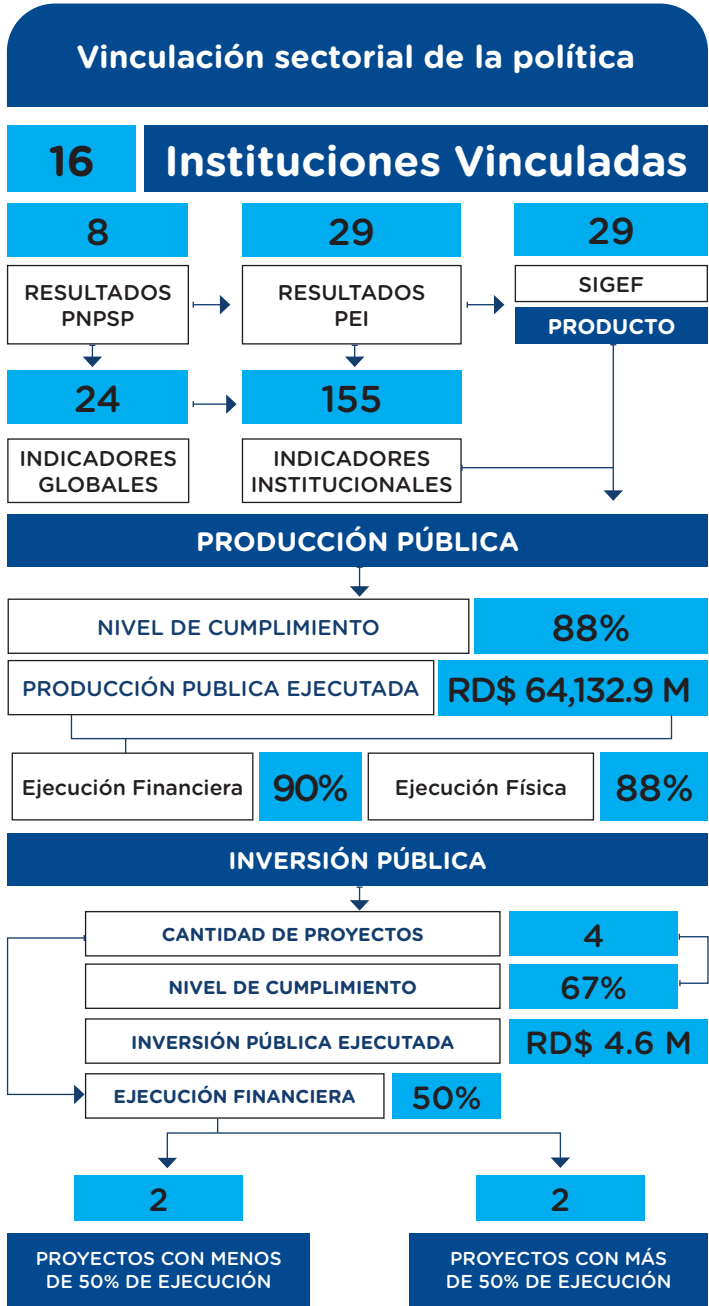 Vinculación sectorial de la política
16
Instituciones Vinculadas
8
29
29
RESULTADOS
PNPSP
RESULTADOS
PEI
SIGEF
PRODUCTO
24
155
INDICADORES
GLOBALES
INDICADORES
INSTITUCIONALES
PRODUCCIÓN PÚBLICA
NIVEL DE CUMPLIMIENTO
88%
PRODUCCIÓN PUBLICA EJECUTADA
RD$ 64,132.9 M
Ejecución Financiera
90%
Ejecución Física
88%
INVERSIÓN PÚBLICA
CANTIDAD DE PROYECTOS
4
NIVEL DE CUMPLIMIENTO
67%
INVERSIÓN PÚBLICA EJECUTADA
RD$ 4.6 M
EJECUCIÓN FINANCIERA
50%
2
2
PROYECTOS CON MENOS
DE 50% DE EJECUCIÓN
PROYECTOS CON MÁS
DE 50% DE EJECUCIÓN